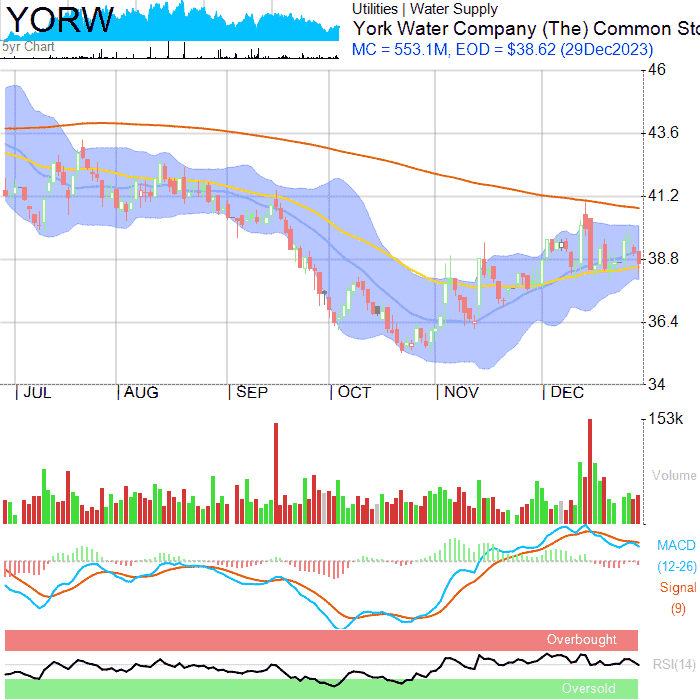 YORW
5yr Chart
Utilities | Water Supply
York Water Company (The) Common Sto
MC = 553.1M, EOD = $38.62 (29Dec2023)
46
43.6
41.2
38.8
36.4
34
JUL AUG SEP OCT NOV DEC
153k
Volume
MACD
(12-26)
Signal
(9)
Overbought
RSI(14)
Oversold